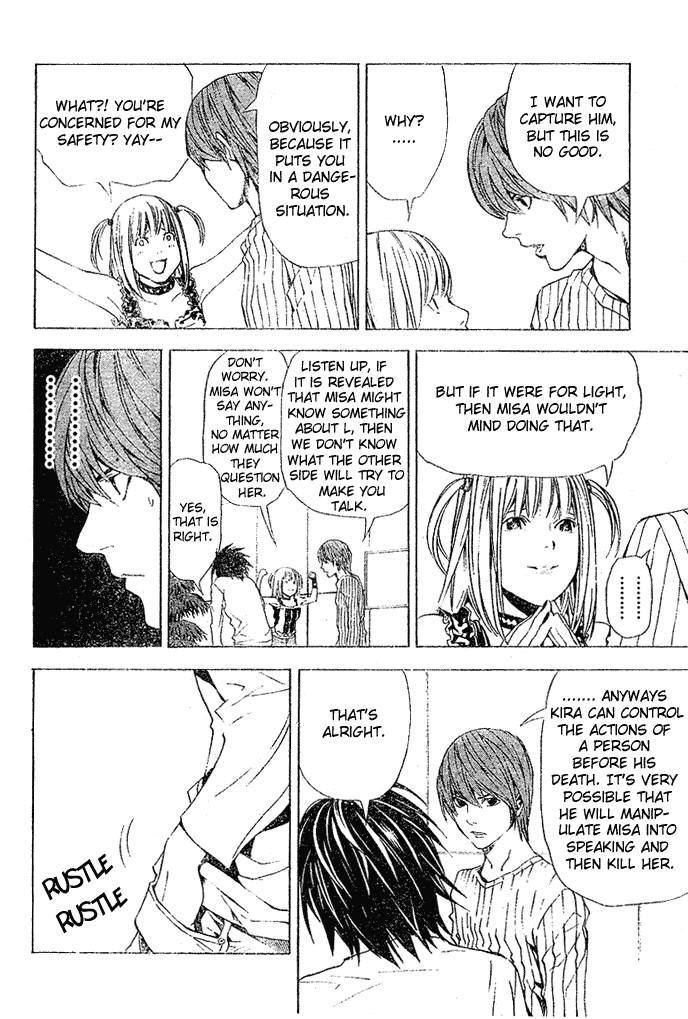 I WANT TO
CAPTURE HIM,
BUT THIS IS
NO GOOD.
WHY?
.....
OBVIOUSLY,
BECAUSE IT
PUTS YOU
IN A DANGE-
ROUS
SITUATION.
WHAT?! YOU'RE
CONCERNED FOR MY
SAFETY? YAY--
BUT IF IT WERE FOR LIGHT,
THEN MISA WOULDN'T
MIND DOING THAT.
......
LISTEN UP, IF
IT IS REVEALED
THAT MISA MIGHT
KNOW SOMETHING
ABOUT L, THEN
WE DON'T KNOW
WHAT THE OTHER
SIDE WILL TRY TO
MAKE YOU
TALK.
DON'T
WORRY.
MISA WON'T
SAY ANY-
THING,
NO MATTER
HOW MUCH
THEY
QUESTION
HER.
YES,
THAT IS
RIGHT.
....... ANYWAYS
KIRA CAN CONTROL
THE ACTIONS OF
A PERSON
BEFORE HIS
DEATH. IT'S VERY
POSSIBLE THAT
HE WILL MANIP-
ULATE MISA INTO
SPEAKING AND
THEN KILL HER.
THAT'S
ALRIGHT.
RUSTLE
RUSTLE